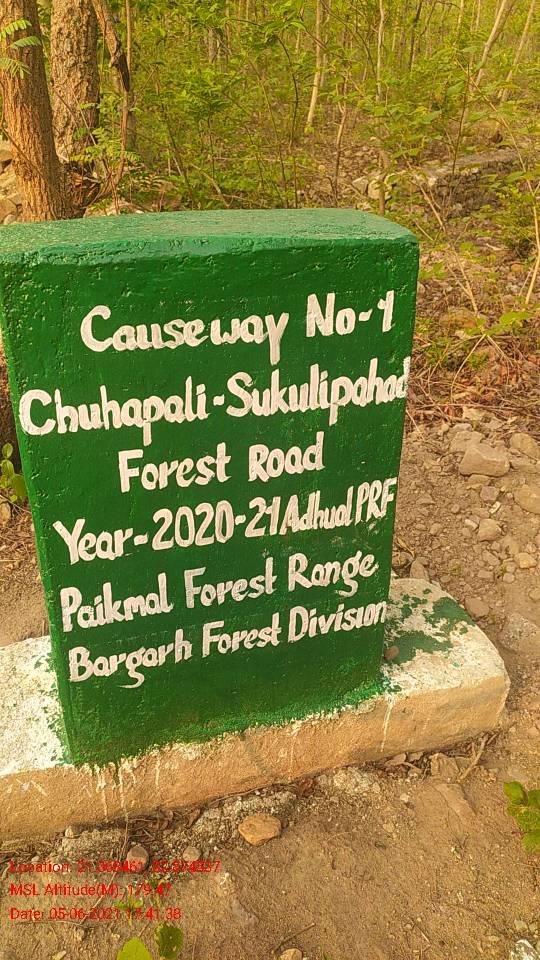 Causeway No-1
Chuhapali-Sukulipahad
Forest Road
Year-2020-21 Adhual PRF
Paikmal Forest Range
Bargarh Forest Division
Location: 21.068461, 82.874837
MSL Altitude(M): 179.47
Date: 05-06-2021 17:41:38